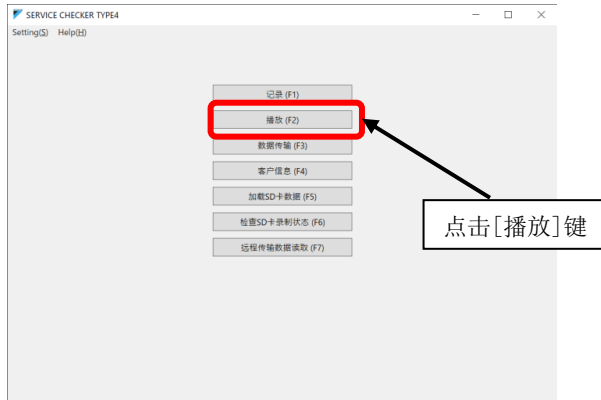 SERVICE CHECKER TYPE4
Setting(S) Help(H)
记录 (F1)
播放 (F2)
数据传输 (F3)
客户信息 (F4)
加载SD卡数据 (F5)
检查SD卡录制状态 (F6)
远程传输数据读取 (F7)
点击[播放]键